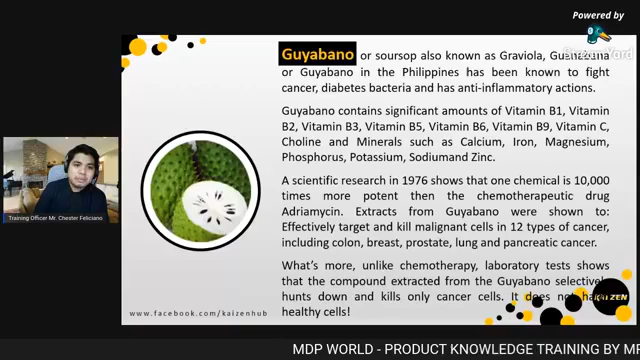 Powered by
StreamYard
Guyabano or soursop also known as Graviola, Guanabana
or Guyabano in the Philippines has been known to fight
cancer, diabetes bacteria and has anti-inflammatory actions.
Guyabano contains significant amounts of Vitamin B1, Vitamin
B2, Vitamin B3, Vitamin B5, Vitamin B6, Vitamin B9, Vitamin C,
Choline and Minerals such as Calcium, Iron, Magnesium,
Phosphorus, Potassium, Sodiumand Zinc.
A scientific research in 1976 shows that one chemical is 10,000
times more potent then the chemotherapeutic drug
Adriamycin. Extracts from Guyabano were shown to:
Effectively target and kill malignant cells in 12 types of cancer,
including colon, breast, prostate, lung and pancreatic cancer.
What's more, unlike chemotherapy, laboratory tests shows
that the compound extracted from the Guyabano selectively
hunts down and kills only cancer cells. It does not harm
healthy cells!
KAIZEN
Training Officer Mr. Chester Feliciano
www.facebook.com/kaizenhub
MDP WORLD - PRODUCT KNOWLEDGE TRAINING BY MR